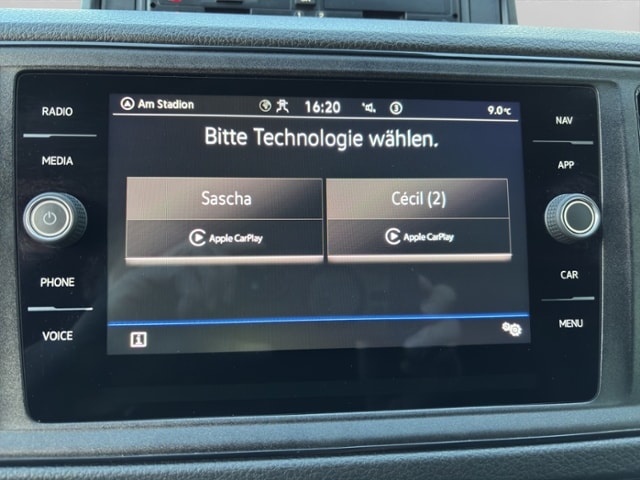 RADIO
MEDIA
PHONE
VOICE
Am Stadion
16:20
3
9.0°C
Bitte Technologie wählen.
Sascha
Apple CarPlay
Cécil (2)
Apple CarPlay
i
NAV
APP
CAR
MENU